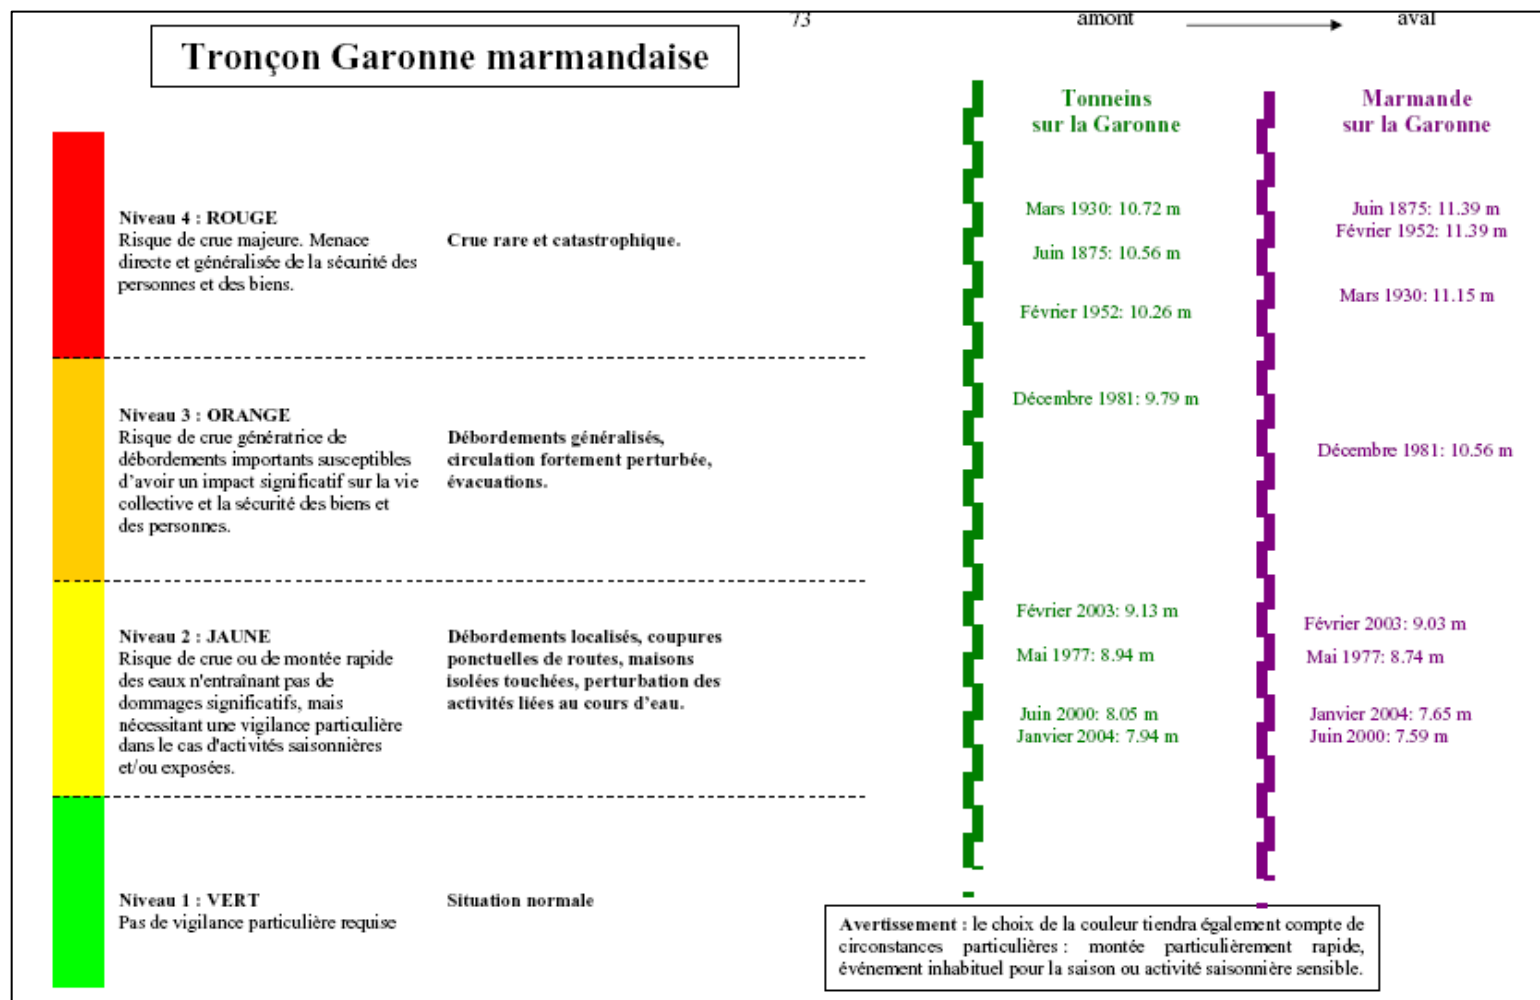 73
amont
aval
Tronçon Garonne marmandaise
Tonneins
sur la Garonne
Marmande
sur la Garonne
Niveau 4 : ROUGE
Risque de crue majeure. Menace
directe et généralisée de la sécurité des
personnes et des biens.
Crue rare et catastrophique.
Mars 1930: 10.72 m
Juin 1875: 10.56 m
Février 1952: 10.26 m
Juin 1875: 11.39 m
Février 1952: 11.39 m
Mars 1930: 11.15 m
Niveau 3 : ORANGE
Risque de crue génératrice de
débordements importants susceptibles
d'avoir un impact significatif sur la vie
collective et la sécurité des biens et
des personnes.
Débordements généralisés,
circulation fortement perturbée,
évacuations.
Décembre 1981: 9.79 m
Décembre 1981: 10.56 m
Niveau 2 : JAUNE
Risque de crue ou de montée rapide
des eaux n'entraînant pas de
dommages significatifs, mais
nécessitant une vigilance particulière
dans le cas d'activités saisonnières
et/ou exposées.
Débordements localisés, coupures
ponctuelles de routes, maisons
isolées touchées, perturbation des
activités liées au cours d'eau.
Février 2003: 9.13 m
Mai 1977: 8.94 m
Juin 2000: 8.05 m
Janvier 2004: 7.94 m
Février 2003: 9.03 m
Mai 1977: 8.74 m
Janvier 2004: 7.65 m
Juin 2000: 7.59 m
Niveau 1 : VERT
Pas de vigilance particulière requise
Situation normale
Avertissement : le choix de la couleur tiendra également compte de
circonstances particulières : montée particulièrement rapide,
événement inhabituel pour la saison ou activité saisonnière sensible.